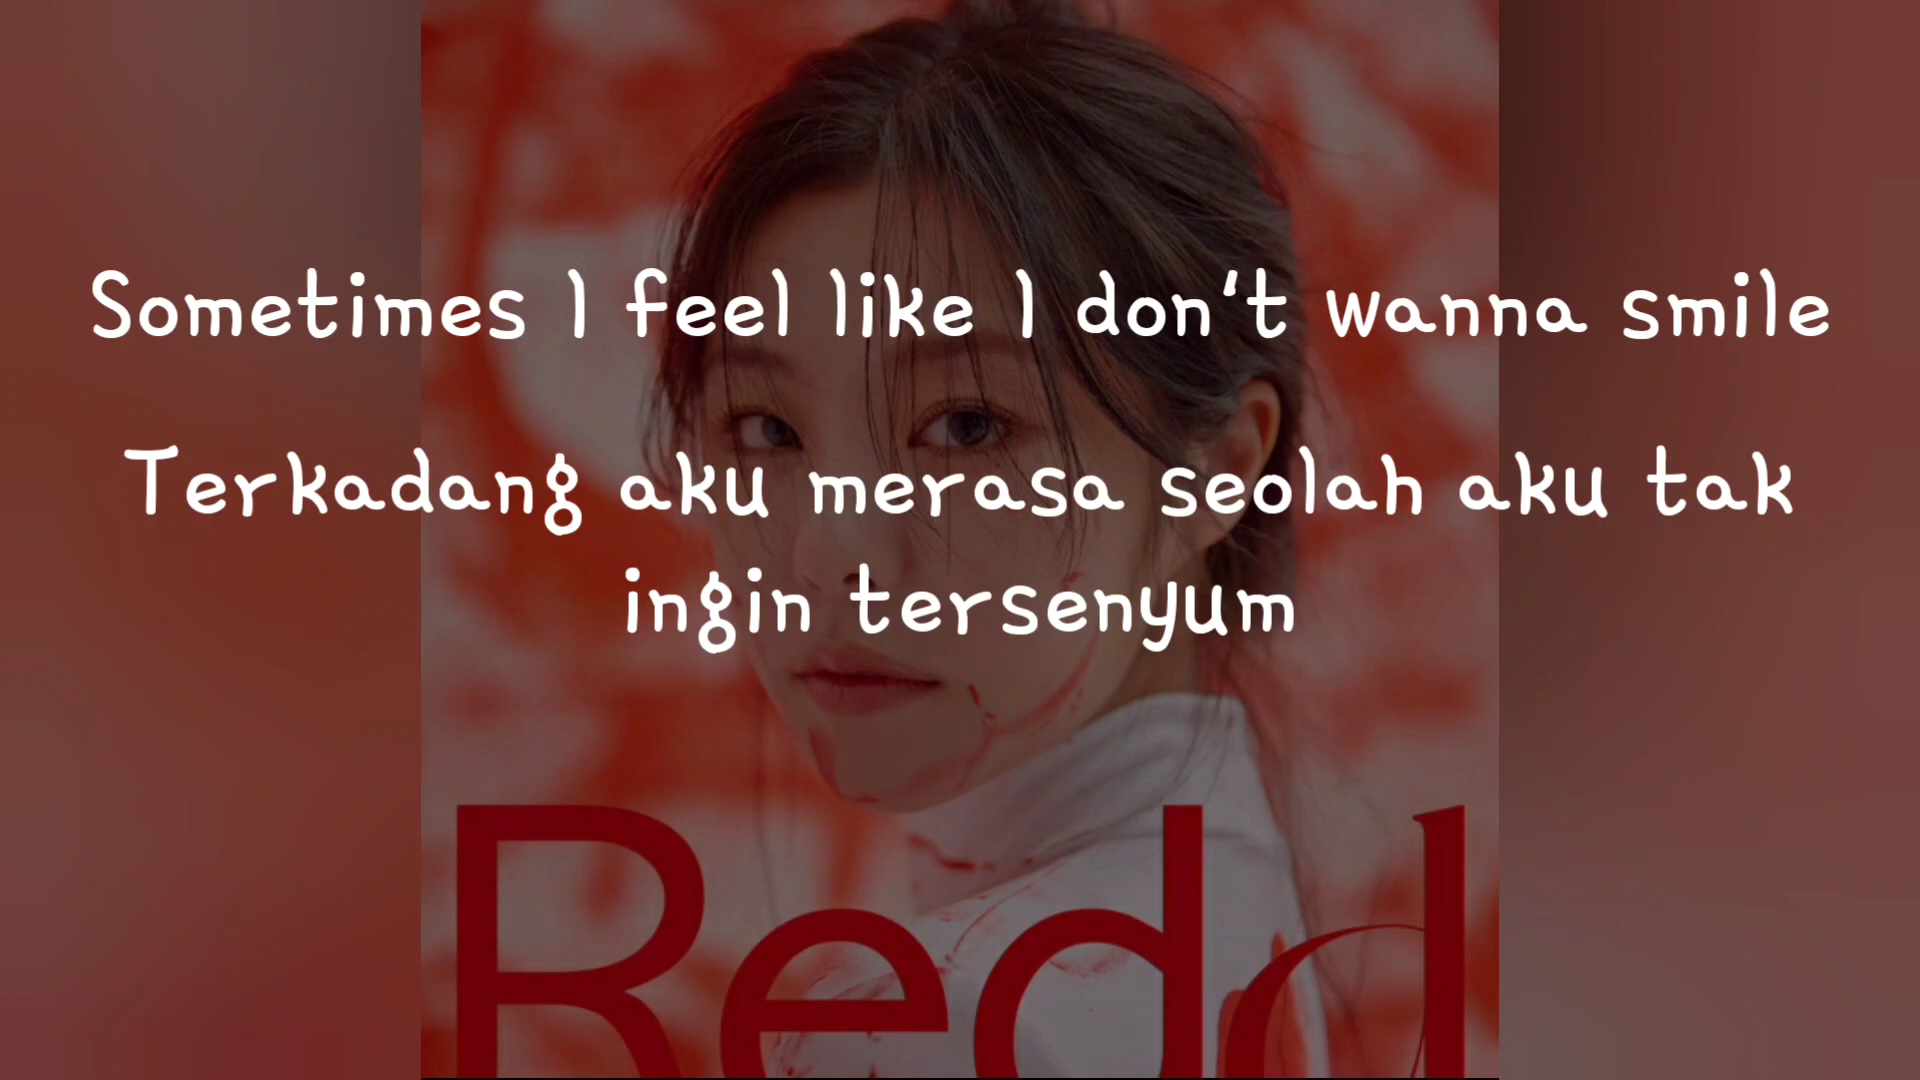 Sometimes I feel like I don't wanna smile
Terkadang aku merasa seolah aku tak
ingin tersenyum
Redd